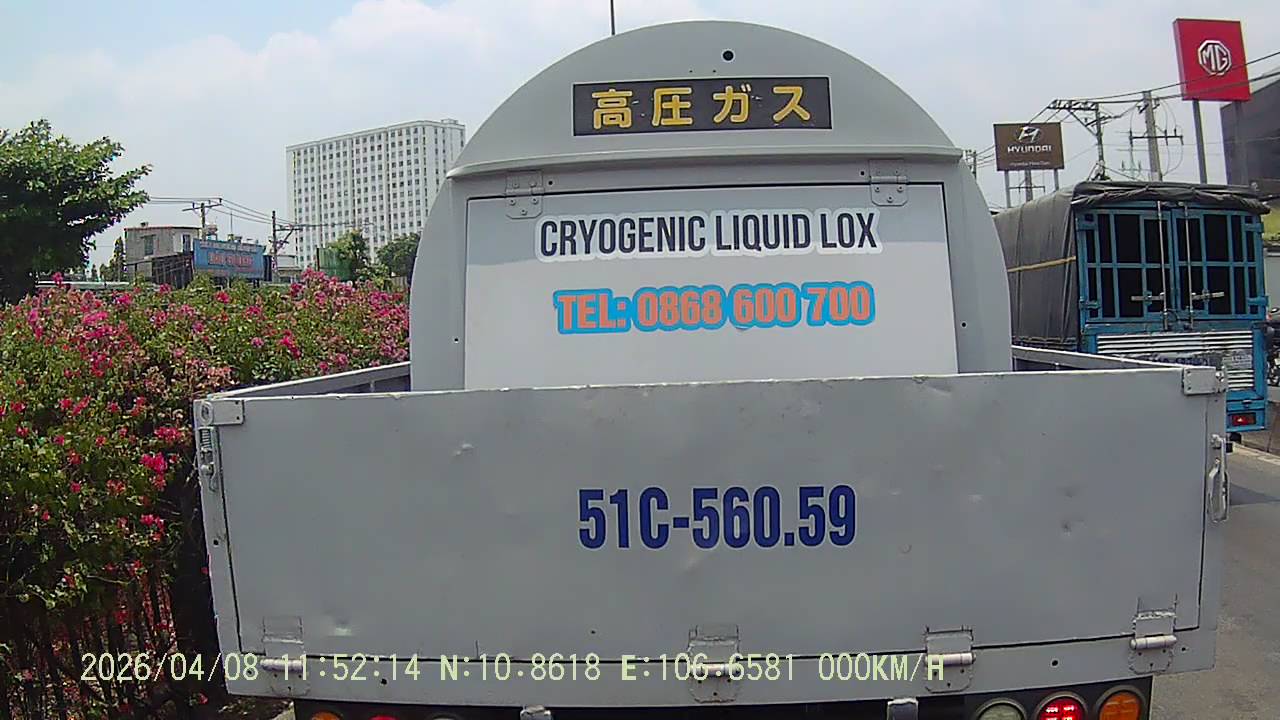 高圧ガス
CRYOGENIC LIQUID LOX
TEL: 0868 600 700
51C-560.59
MG
HYUNDAI
2026/04/08 11:52:14 N:10.8618 E:106.6581 000KM/H